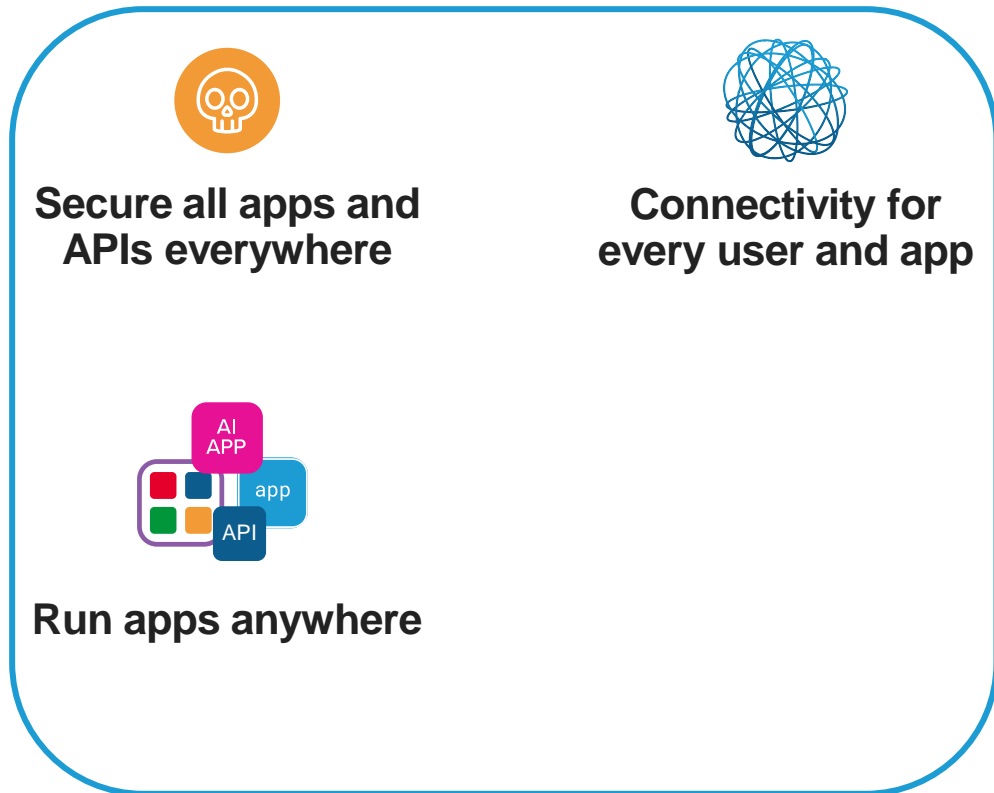 Secure all apps and
APIs everywhere
Connectivity for
every user and app
AI
APP
app
API
Run apps anywhere